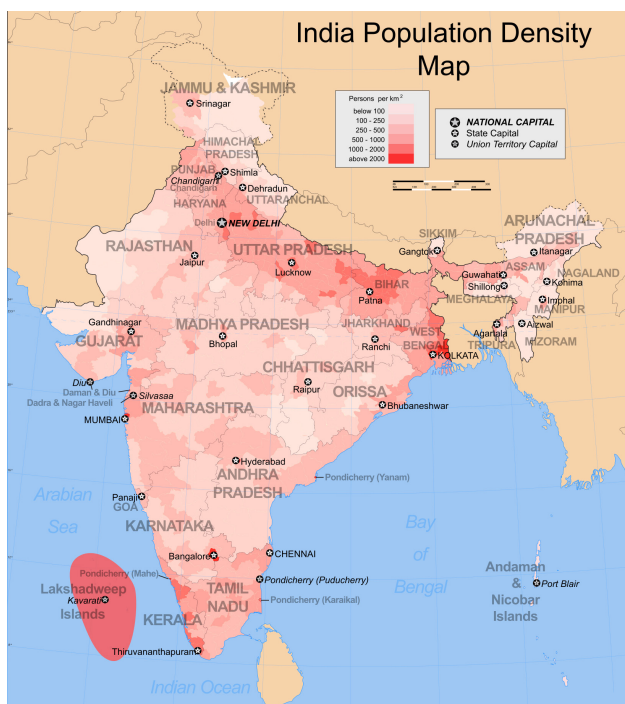 India Population Density
Map
Persons per km2
below 100
100 - 250
250 - 500
500 - 1000
1000 - 2000
above 2000
NATIONAL CAPITAL
State Capital
Union Territory Capital
JAMMU & KASHMIR
Srinagar
HIMACHAL
PRADESH
PUNJAB
Shimla
Chandigarh
Chandigarh
Dehradun
UTTARANCHAL
HARYANA
Delhi
NEW DELHI
ARUNACHAL
PRADESH
SIKKIM
Gangtok
Itanagar
RAJASTHAN
Jaipur
UTTAR PRADESH
Lucknow
ASSAM
Guwahati
NAGALAND
Kohima
Shillong
MEGHALAYA
BIHAR
Patna
Imphal
MANIPUR
Gandhinagar
GUJARAT
MADHYA PRADESH
Bhopal
JHARKHAND
Ranchi
WEST
BENGAL
KOLKATA
Agartala
TRIPURA
Aizwal
MIZORAM
CHHATTISGARH
Raipur
Diu
Daman & Diu
Silvasaa
Dadra & Nagar Haveli
ORISSA
Bhubaneshwar
MAHARASHTRA
MUMBAI
Hyderabad
ANDHRA
PRADESH
Pondicherry (Yanam)
Arabian
Sea
Panaji
GOA
KARNATAKA
Bay
of
Bengal
Bangalore
CHENNAI
Pondicherry (Mahe)
Pondicherry (Puducherry)
Andaman
&
Nicobar
Islands
Port Blair
Lakshadweep
Kavarati
Islands
TAMIL
NADU
Pondicherry (Karaikal)
KERALA
Thiruvananthapuram
Indian Ocean